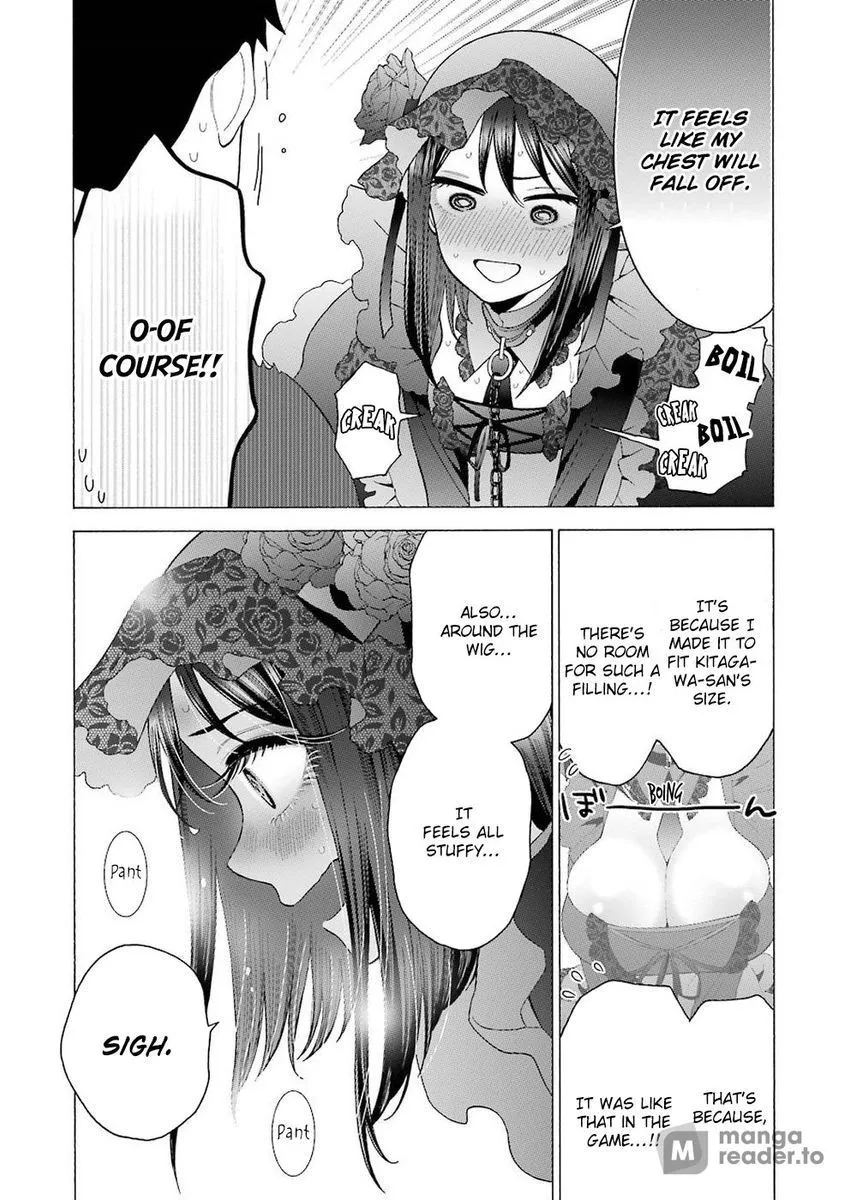 IT FEELS
LIKE MY
CHEST WILL
FALL OFF.
O-OF
COURSE!!
BOIL
CREAK
BOIL
CREAK
CREAK
IT'S
BECAUSE I
MADE IT TO
FIT KITAGA-
WA-SAN'S
SIZE.
THERE'S
NO ROOM
FOR SUCH A
FILLING...!
ぼ
BOING
ん
THAT'S
BECAUSE,
IT WAS LIKE
THAT IN THE
GAME...!!
ALSO...
AROUND THE
WIG...
IT
FEELS ALL
STUFFY...
Pant
SIGH.
Pant
M manga
reader.to